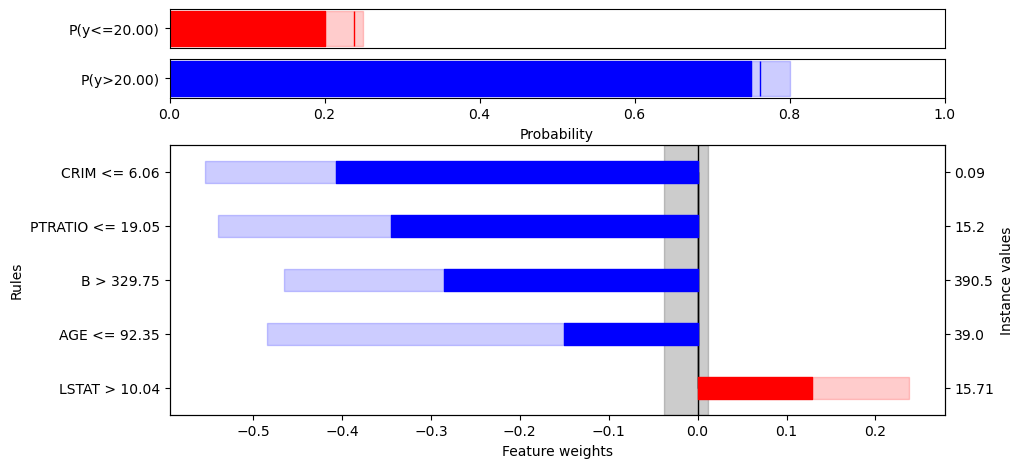 P(y<=20.00)
P(y>20.00)
0.0 0.2 0.4 0.6 0.8 1.0
Probability
Rules
CRIM <= 6.06 0.09
PTRATIO <= 19.05 15.2
B > 329.75 390.5
AGE <= 92.35 39.0
LSTAT > 10.04 15.71
Instance values
−0.5 −0.4 −0.3 −0.2 −0.1 0.0 0.1 0.2
Feature weights